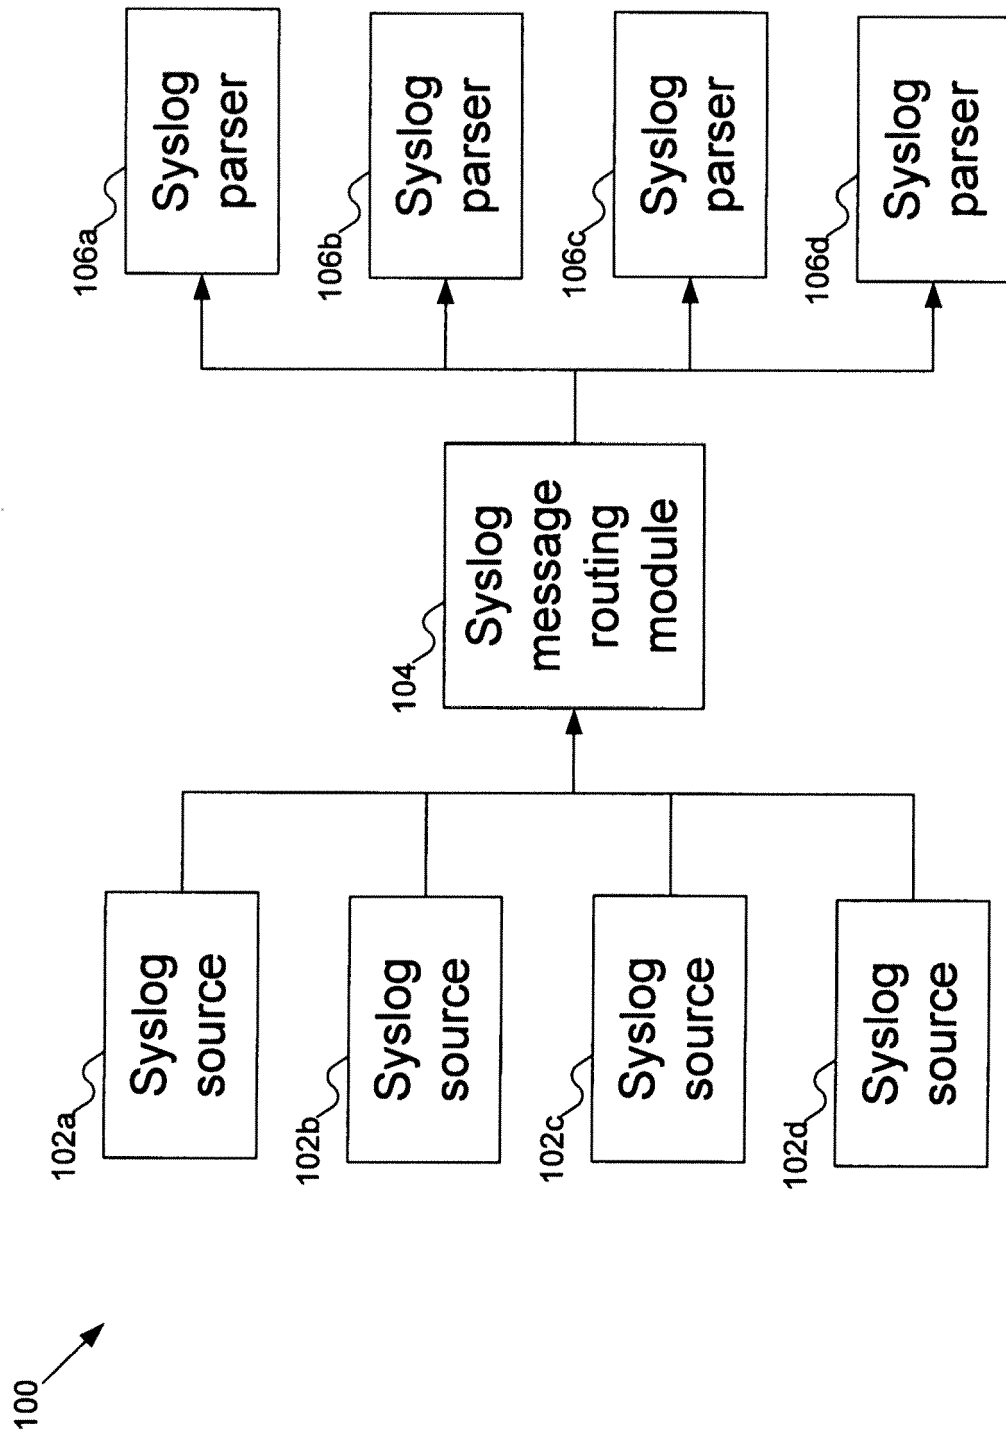 100
102a
Syslog
source
102b
Syslog
source
102c
Syslog
source
102d
Syslog
source
104
Syslog
message
routing
module
106a
Syslog
parser
106b
Syslog
parser
106c
Syslog
parser
106d
Syslog
parser